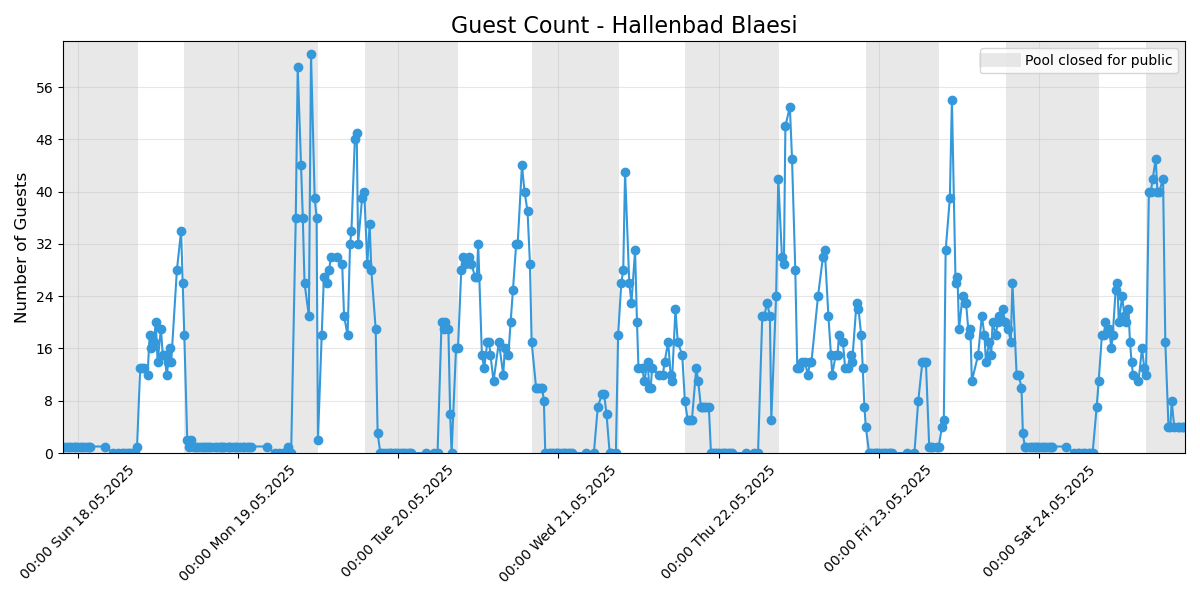 Guest Count - Hallenbad Blaesi
Pool closed for public
Number of Guests
56
48
40
32
24
16
8
0
00:00 Sun 18.05.2025
00:00 Mon 19.05.2025
00:00 Tue 20.05.2025
00:00 Wed 21.05.2025
00:00 Thu 22.05.2025
00:00 Fri 23.05.2025
00:00 Sat 24.05.2025